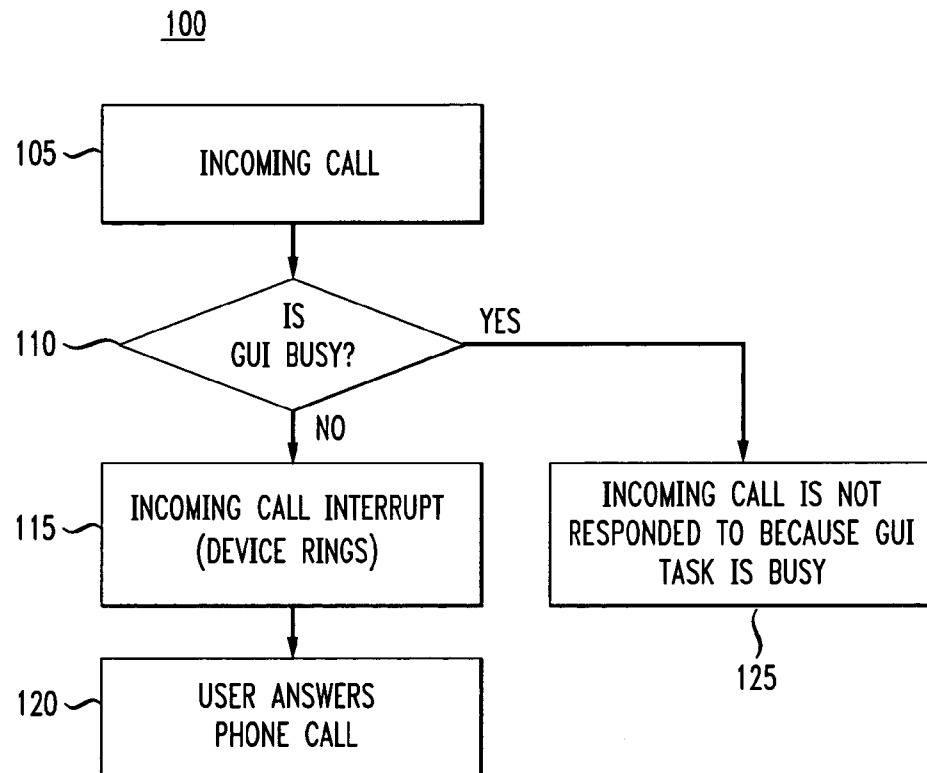 100
105
INCOMING CALL
110
IS
GUI BUSY?
YES
NO
115
INCOMING CALL INTERRUPT
(DEVICE RINGS)
INCOMING CALL IS NOT
RESPONDED TO BECAUSE GUI
TASK IS BUSY
125
120
USER ANSWERS
PHONE CALL